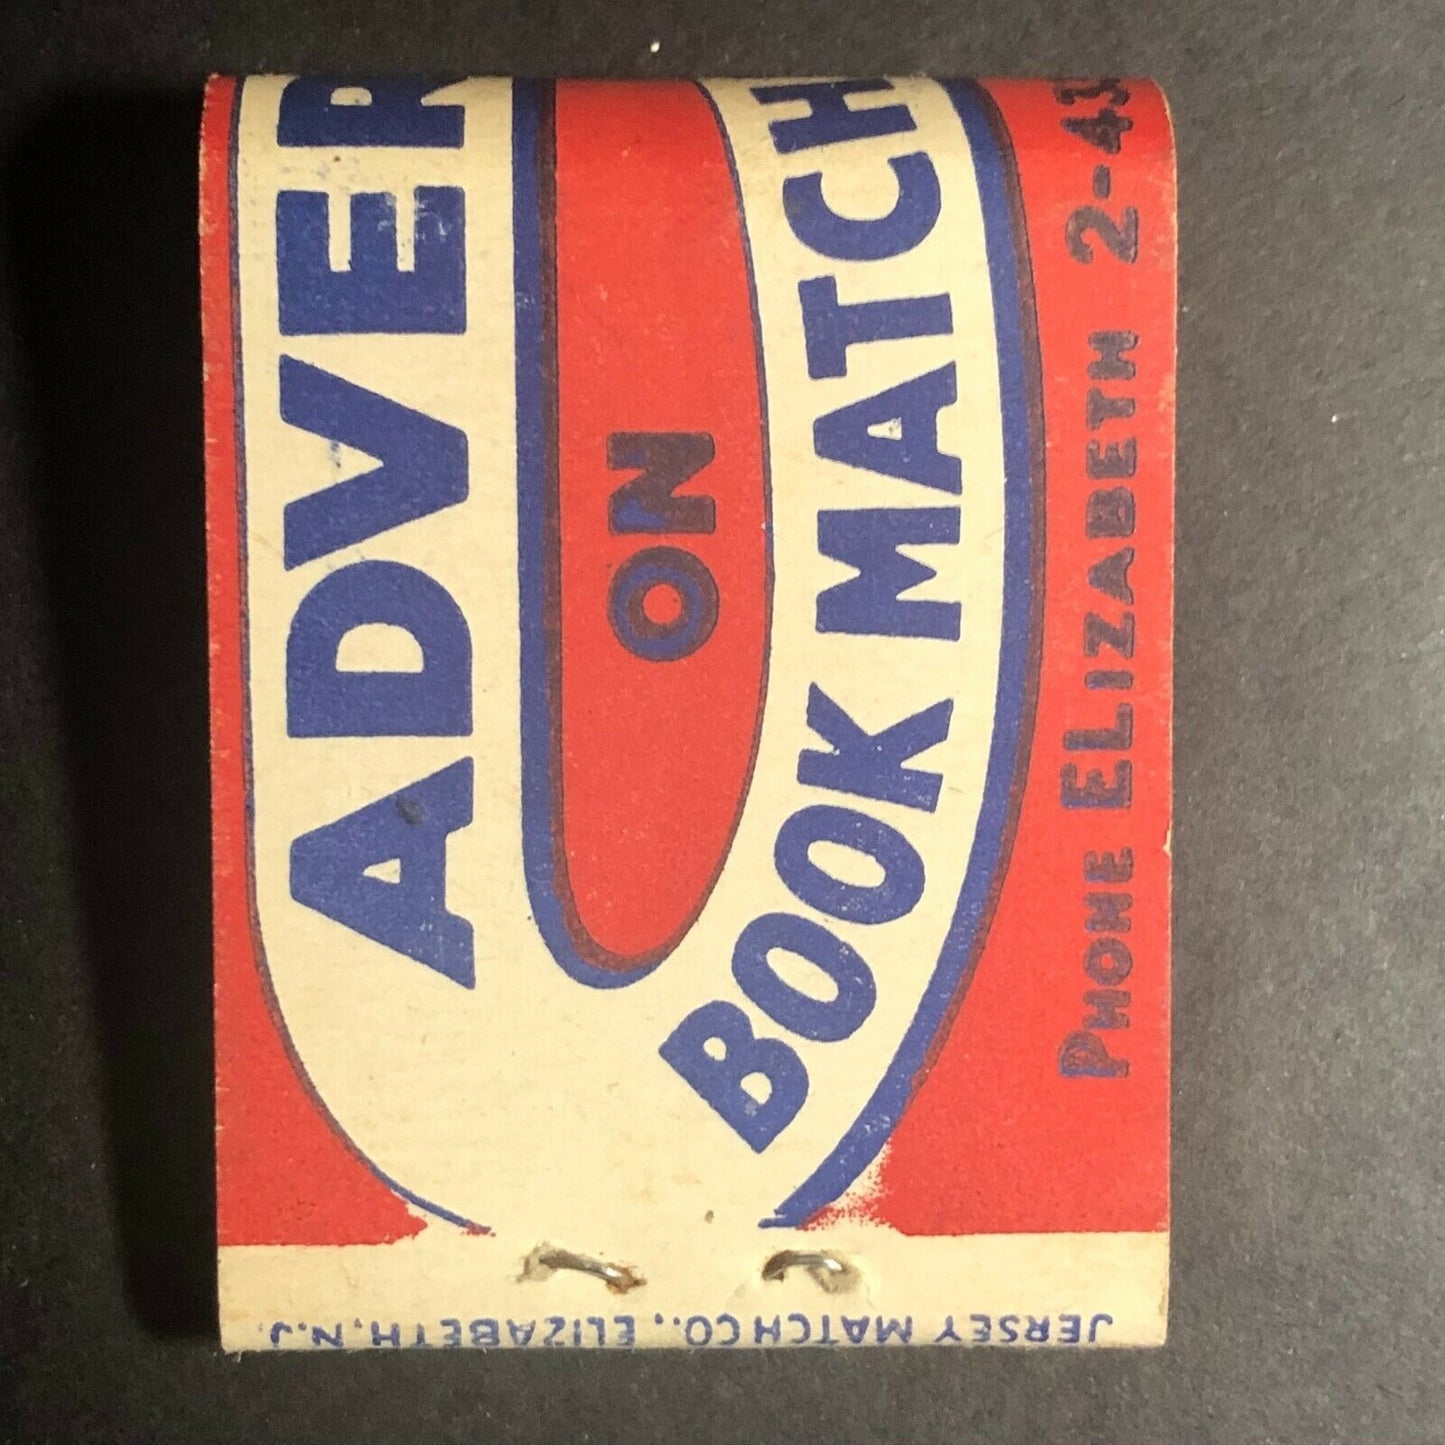 ADVER
ON
BOOK MATCH
PHONE ELIZABETH 2-43
JERSEY MATCH CO., ELIZABETH, N.J.